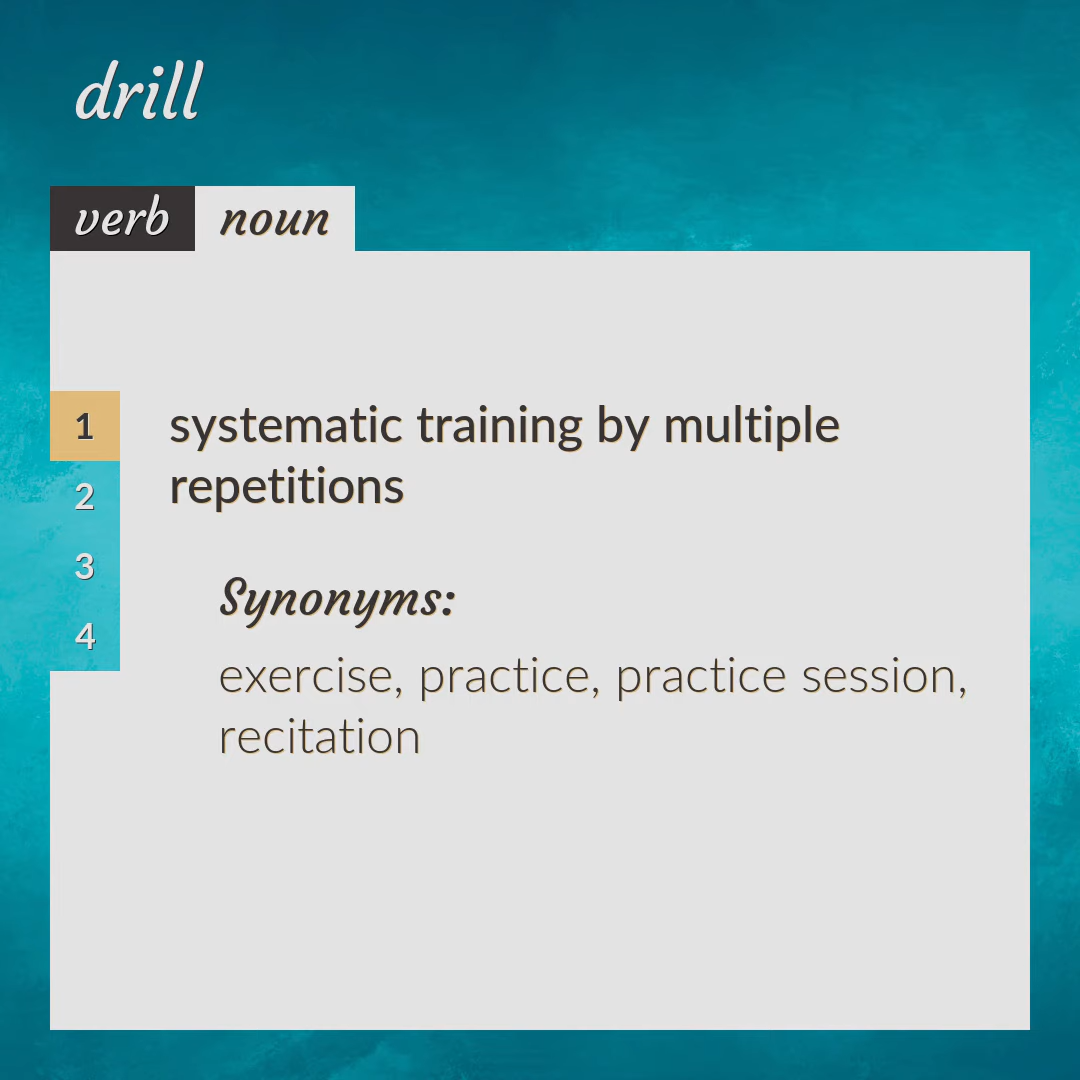 drill
verb noun
1 systematic training by multiple
repetitions
2
3
4
Synonyms:
exercise, practice, practice session,
recitation